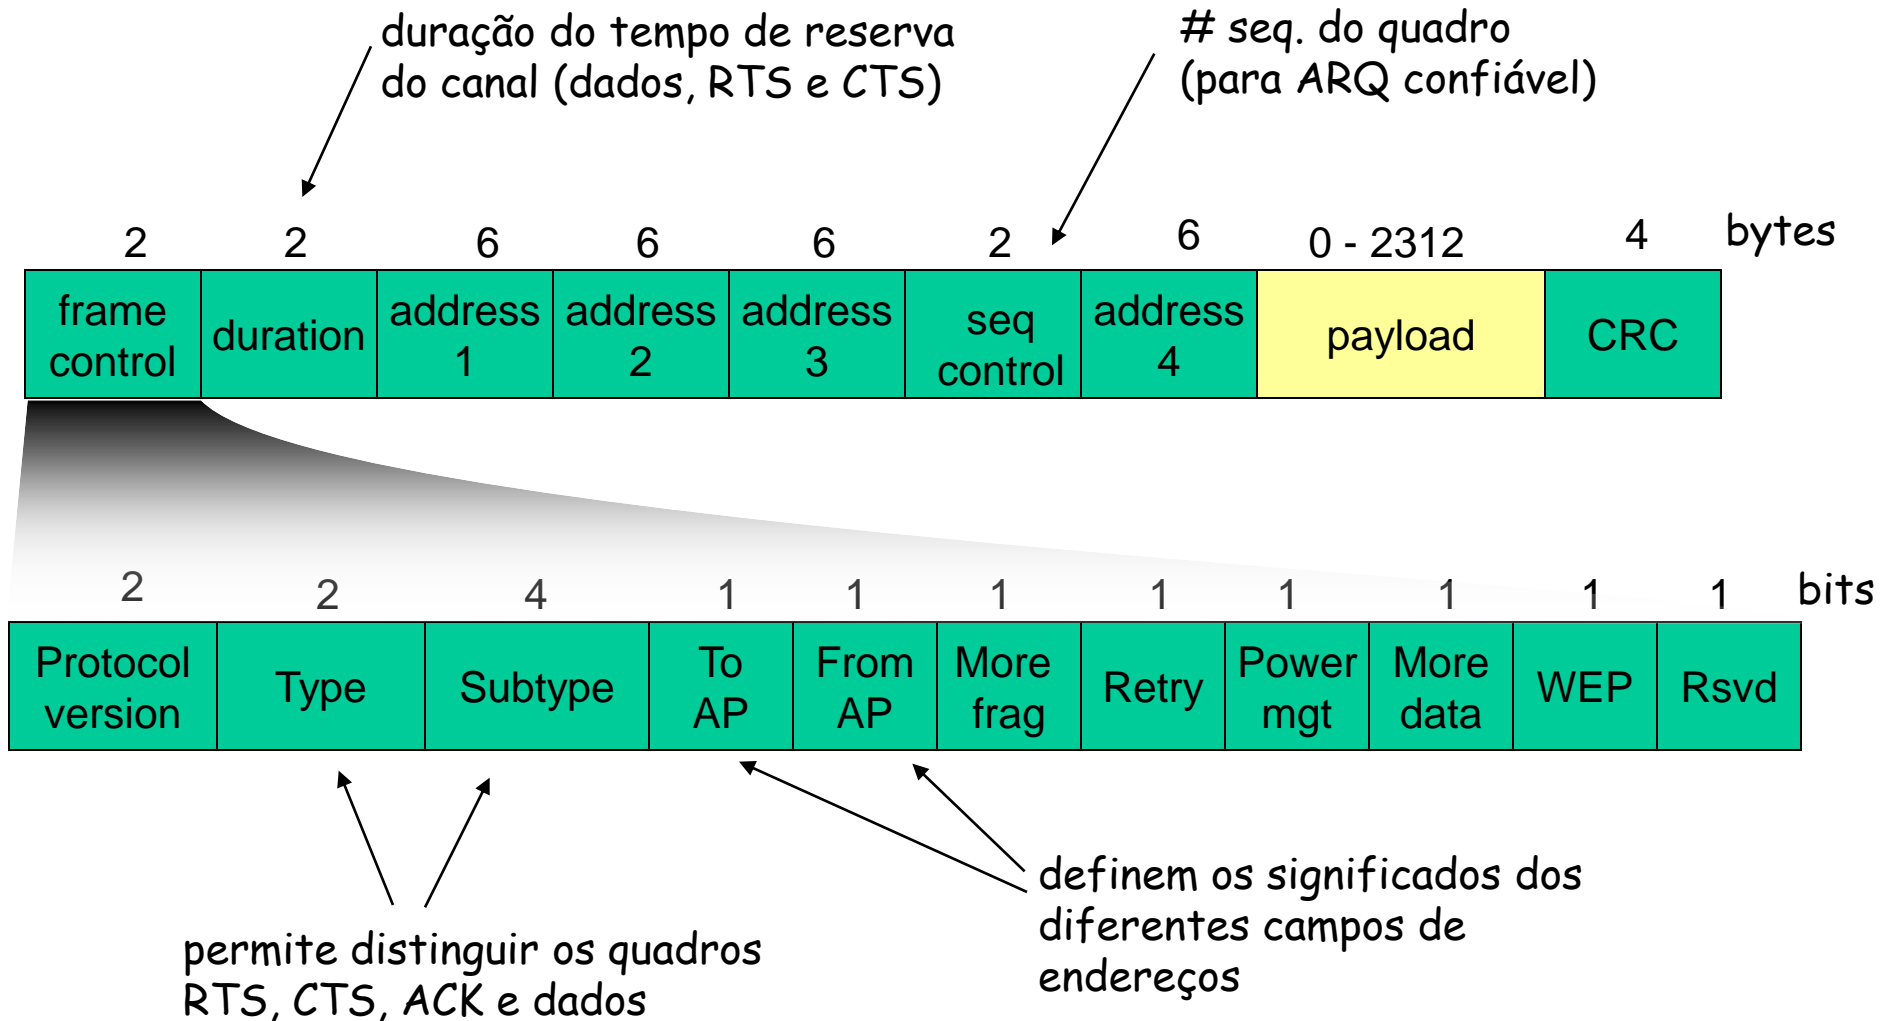 duração do tempo de reserva
do canal (dados, RTS e CTS)
# seq. do quadro
(para ARQ confiável)
2 2 6 6 6 2 6 0 - 2312 4 bytes
frame control
duration
address 1
address 2
address 3
seq control
address 4
payload
CRC
2 2 4 1 1 1 1 1 1 1 1 bits
Protocol version
Type
Subtype
To AP
From AP
More frag
Retry
Power mgt
More data
WEP
Rsvd
permite distinguir os quadros
RTS, CTS, ACK e dados
definem os significados dos
diferentes campos de
endereços